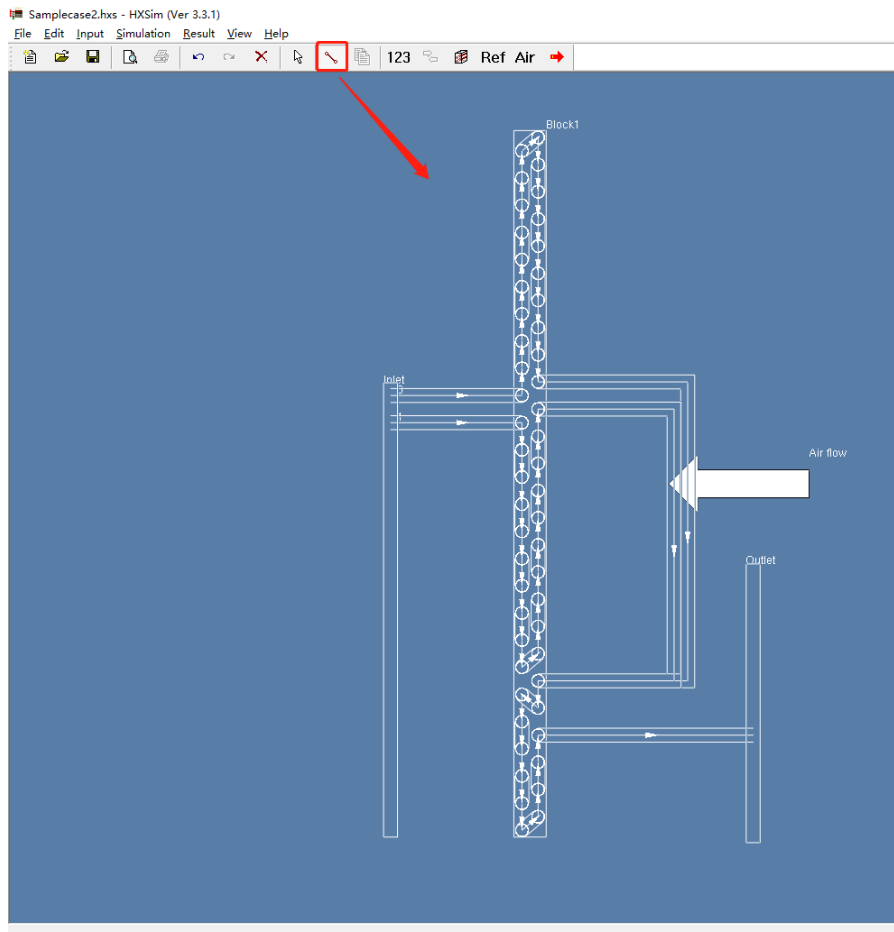 Samplecase2.hxs - HXSim (Ver 3.3.1)
File Edit Input Simulation Result View Help
123 Ref Air
Block1
Inlet
1
Air flow
Outlet